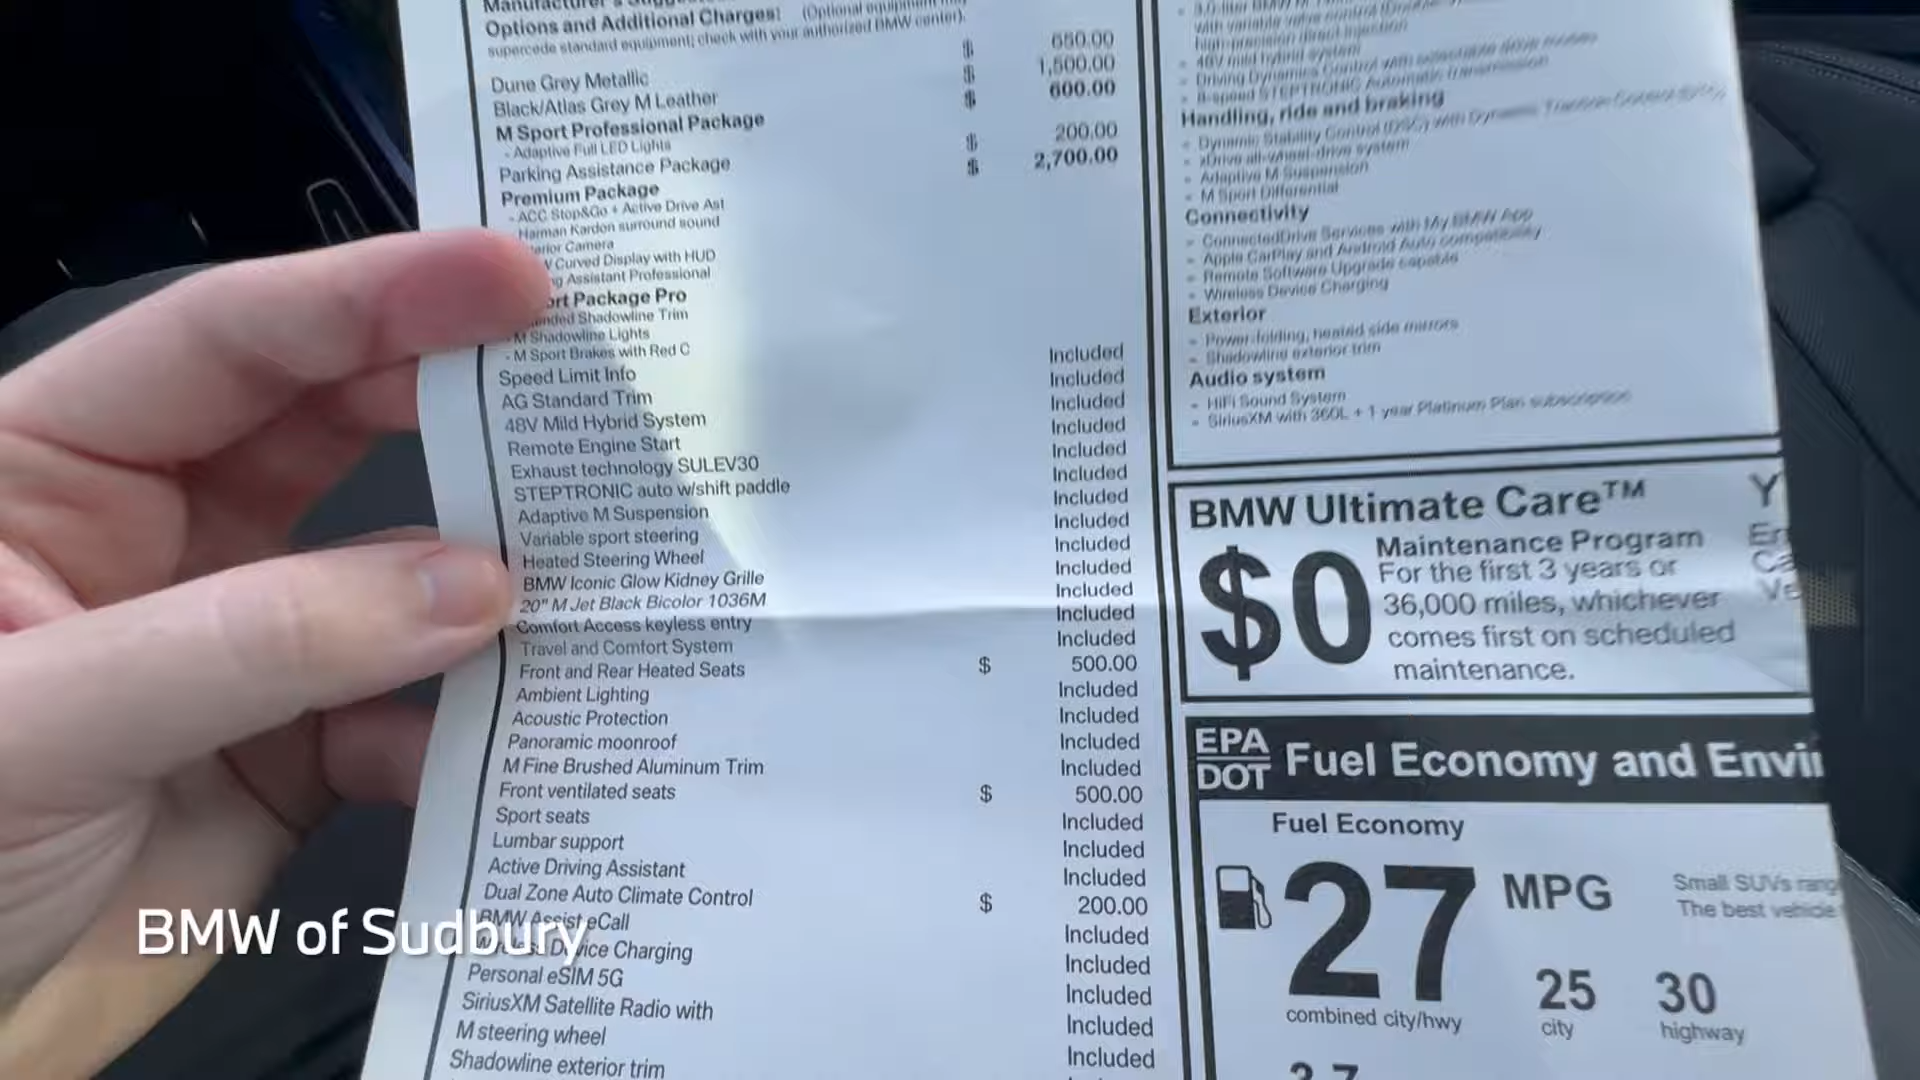 Manufacturer's
Options and Additional Charges: (Optional equipment may
supercede standard equipment; check with your authorized BMW center).
Dune Grey Metallic $ 650.00
Black/Atlas Grey M Leather $ 1,500.00
M Sport Professional Package $ 600.00
- Adaptive Full LED Lights
Parking Assistance Package $ 200.00
Premium Package $ 2,700.00
- ACC Stop&Go + Active Drive Ast
Harman Kardon surround sound
Camera
Curved Display with HUD
Assistant Professional
Package Pro
Shadowline Trim
- M Shadowline Lights
- M Sport Brakes with Red C
Speed Limit Info Included
AG Standard Trim Included
48V Mild Hybrid System Included
Remote Engine Start Included
Exhaust technology SULEV30 Included
STEPTRONIC auto w/shift paddle Included
Adaptive M Suspension Included
Variable sport steering Included
Heated Steering Wheel Included
BMW Iconic Glow Kidney Grille Included
20" M Jet Black Bicolor 1036M Included
Comfort Access keyless entry Included
Travel and Comfort System Included
Front and Rear Heated Seats $ 500.00
Ambient Lighting Included
Acoustic Protection Included
Panoramic moonroof Included
M Fine Brushed Aluminum Trim Included
Front ventilated seats $ 500.00
Sport seats Included
Lumbar support Included
Active Driving Assistant Included
Dual Zone Auto Climate Control $ 200.00
BMW Assist eCall Included
Device Charging Included
Personal eSIM 5G Included
SiriusXM Satellite Radio with Included
M steering wheel Included
Shadowline exterior trim
with variable valve control
high-precision direct injection
- 48V mild hybrid system
- Driving Dynamics Control with selectable drive modes
- 8-speed STEPTRONIC Automatic transmission
Handling, ride and braking
- Dynamic Stability Control (DSC) with Dynamic Traction Control (DTC)
- xDrive all-wheel-drive system
- Adaptive M Suspension
- M Sport Differential
Connectivity
- ConnectedDrive Services with My BMW App
- Apple CarPlay and Android Auto compatibility
- Remote Software Upgrade capable
- Wireless Device Charging
Exterior
- Power-folding, heated side mirrors
- Shadowline exterior trim
Audio system
- HiFi Sound System
- SiriusXM with 360L + 1 year Platinum Plan subscription
BMW Ultimate Care™
$0
Maintenance Program
For the first 3 years or
36,000 miles, whichever
comes first on scheduled
maintenance.
EPA
DOT
Fuel Economy and
Fuel Economy
27 MPG
combined city/hwy
25
city
30
highway
Small SUVs
The best vehicle
BMW of Sudbury